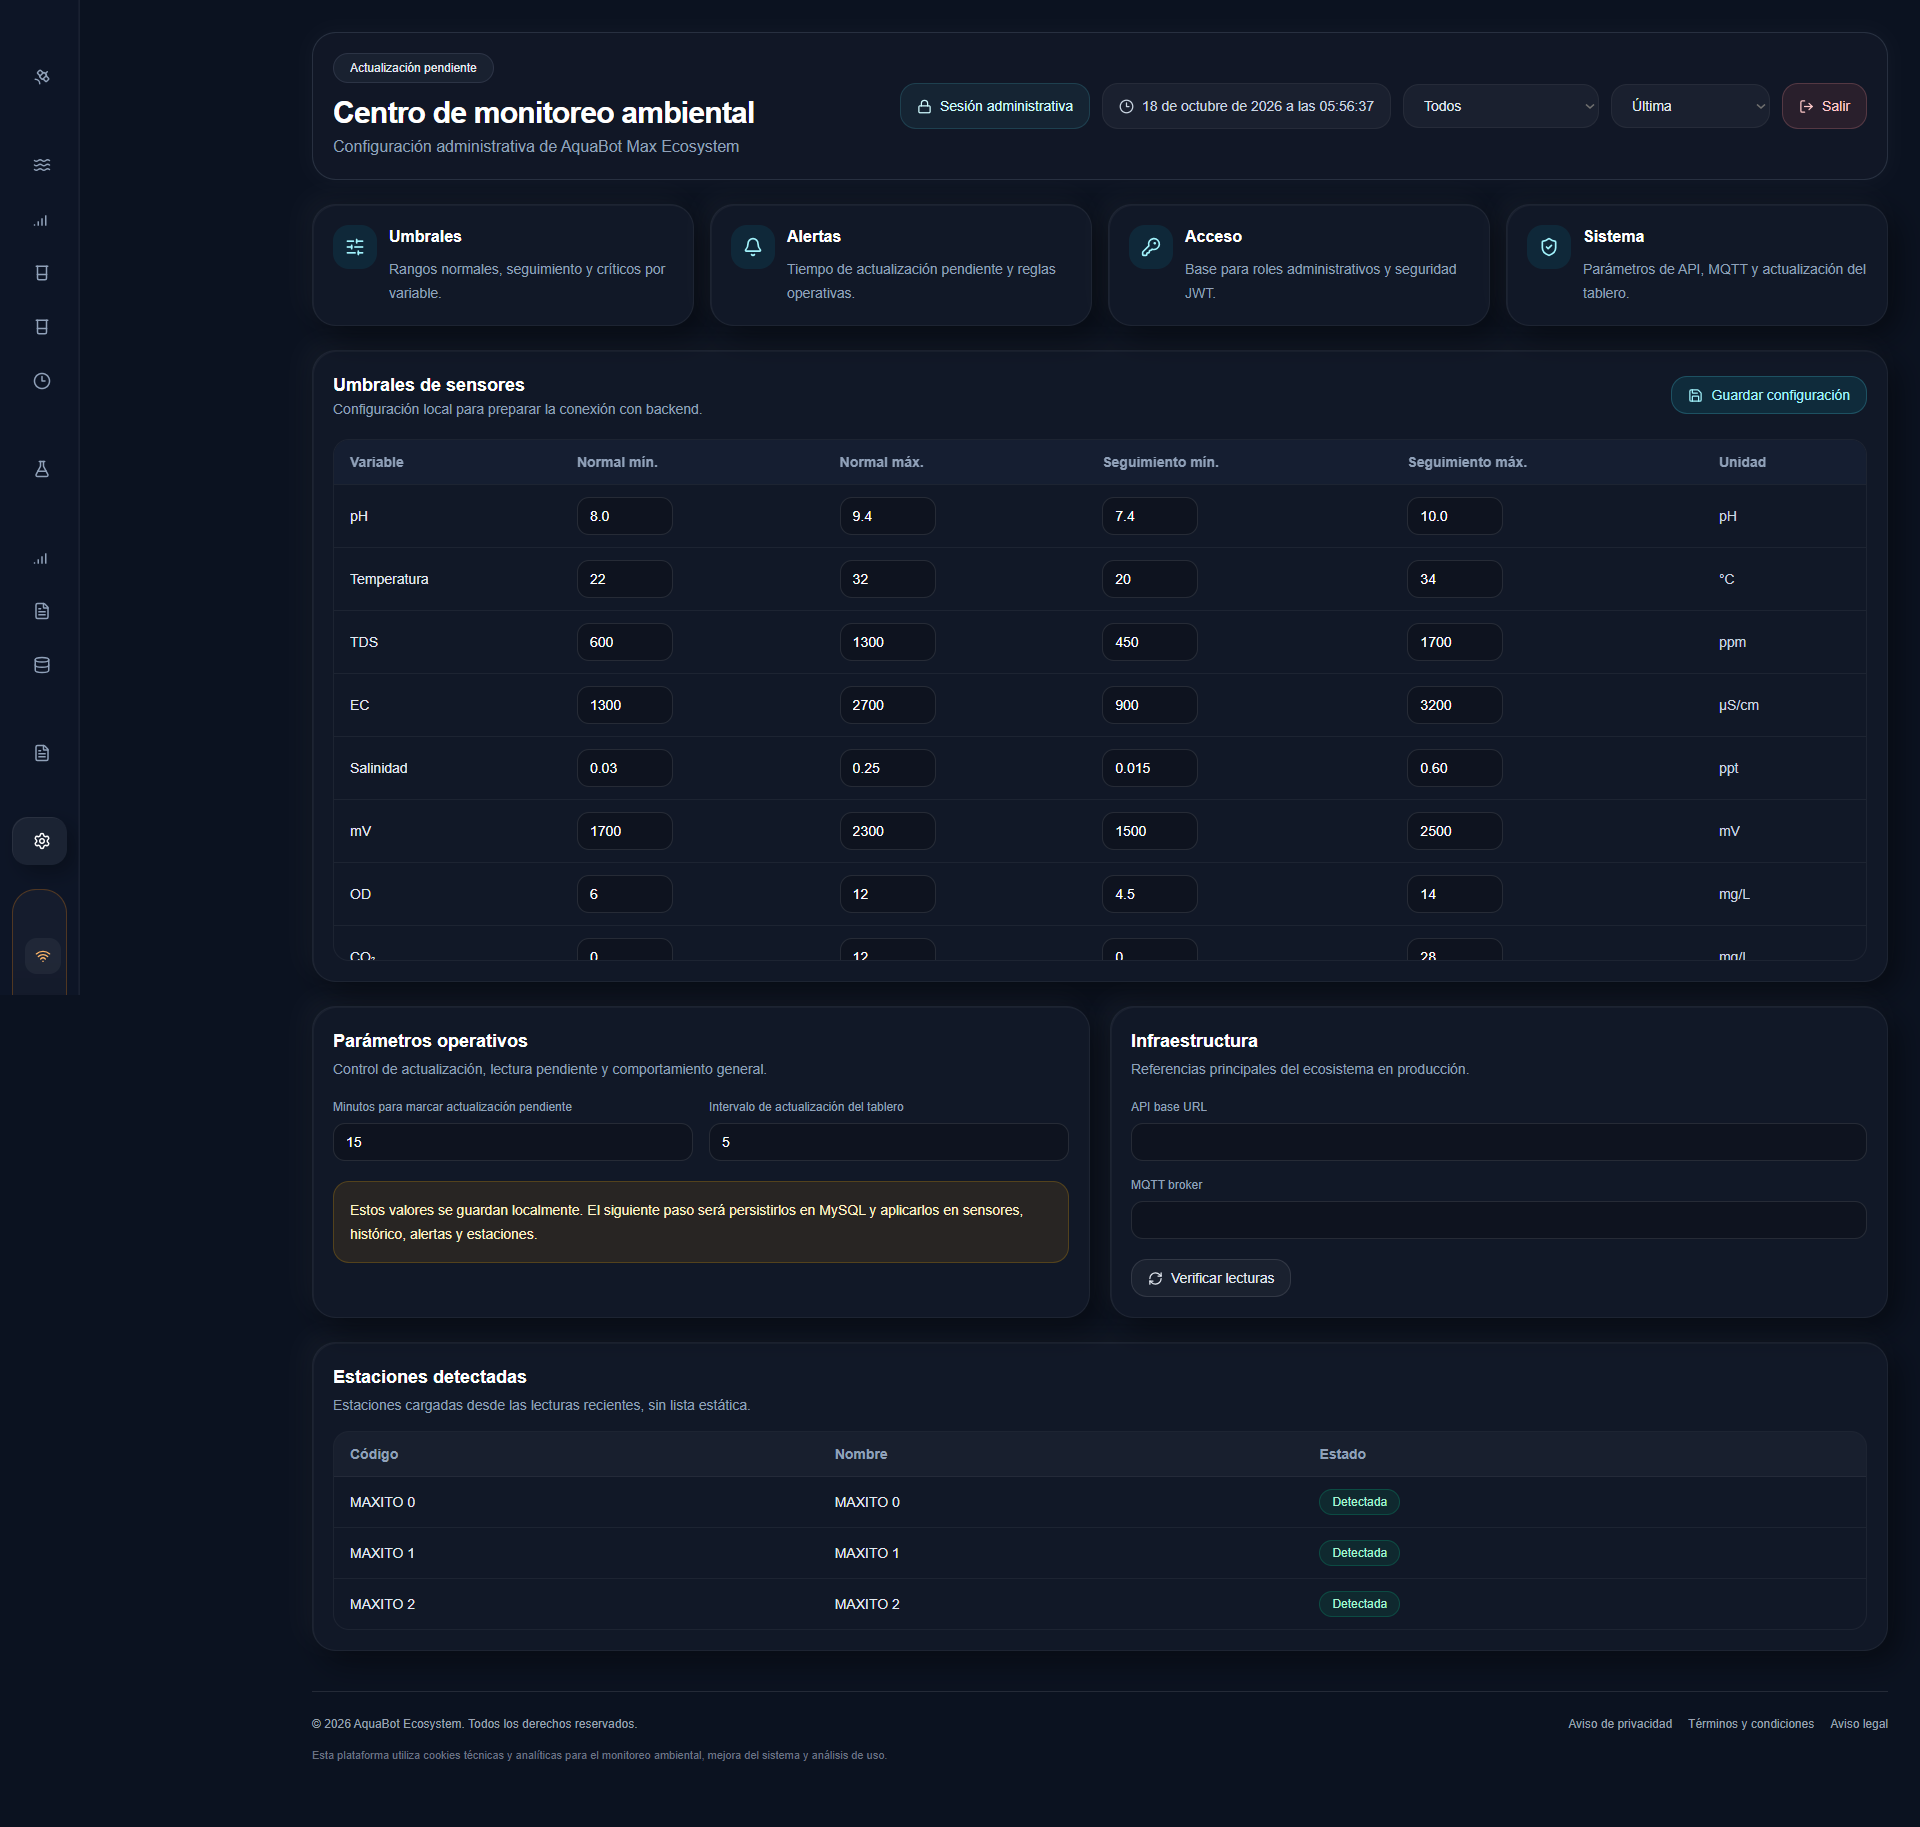 Actualización pendiente
Centro de monitoreo ambiental
Configuración administrativa de AquaBot Max Ecosystem
Sesión administrativa
18 de octubre de 2026 a las 05:56:37
Todos
Última
Salir
Umbrales
Rangos normales, seguimiento y críticos por
variable.
Alertas
Tiempo de actualización pendiente y reglas
operativas.
Acceso
Base para roles administrativos y seguridad
JWT.
Sistema
Parámetros de API, MQTT y actualización del
tablero.
Umbrales de sensores
Configuración local para preparar la conexión con backend.
Guardar configuración
Variable Normal mín. Normal máx. Seguimiento mín. Seguimiento máx. Unidad
pH 8.0 9.4 7.4 10.0 pH
Temperatura 22 32 20 34 °C
TDS 600 1300 450 1700 ppm
EC 1300 2700 900 3200 µS/cm
Salinidad 0.03 0.25 0.015 0.60 ppt
mV 1700 2300 1500 2500 mV
OD 6 12 4.5 14 mg/L
CO₂ 0 12 0 28 mg/L
Parámetros operativos
Control de actualización, lectura pendiente y comportamiento general.
Minutos para marcar actualización pendiente
15
Intervalo de actualización del tablero
5
Estos valores se guardan localmente. El siguiente paso será persistirlos en MySQL y aplicarlos en sensores,
histórico, alertas y estaciones.
Infraestructura
Referencias principales del ecosistema en producción.
API base URL
MQTT broker
Verificar lecturas
Estaciones detectadas
Estaciones cargadas desde las lecturas recientes, sin lista estática.
Código Nombre Estado
MAXITO 0 MAXITO 0 Detectada
MAXITO 1 MAXITO 1 Detectada
MAXITO 2 MAXITO 2 Detectada
© 2026 AquaBot Ecosystem. Todos los derechos reservados.
Aviso de privacidad Términos y condiciones Aviso legal
Esta plataforma utiliza cookies técnicas y analíticas para el monitoreo ambiental, mejora del sistema y análisis de uso.